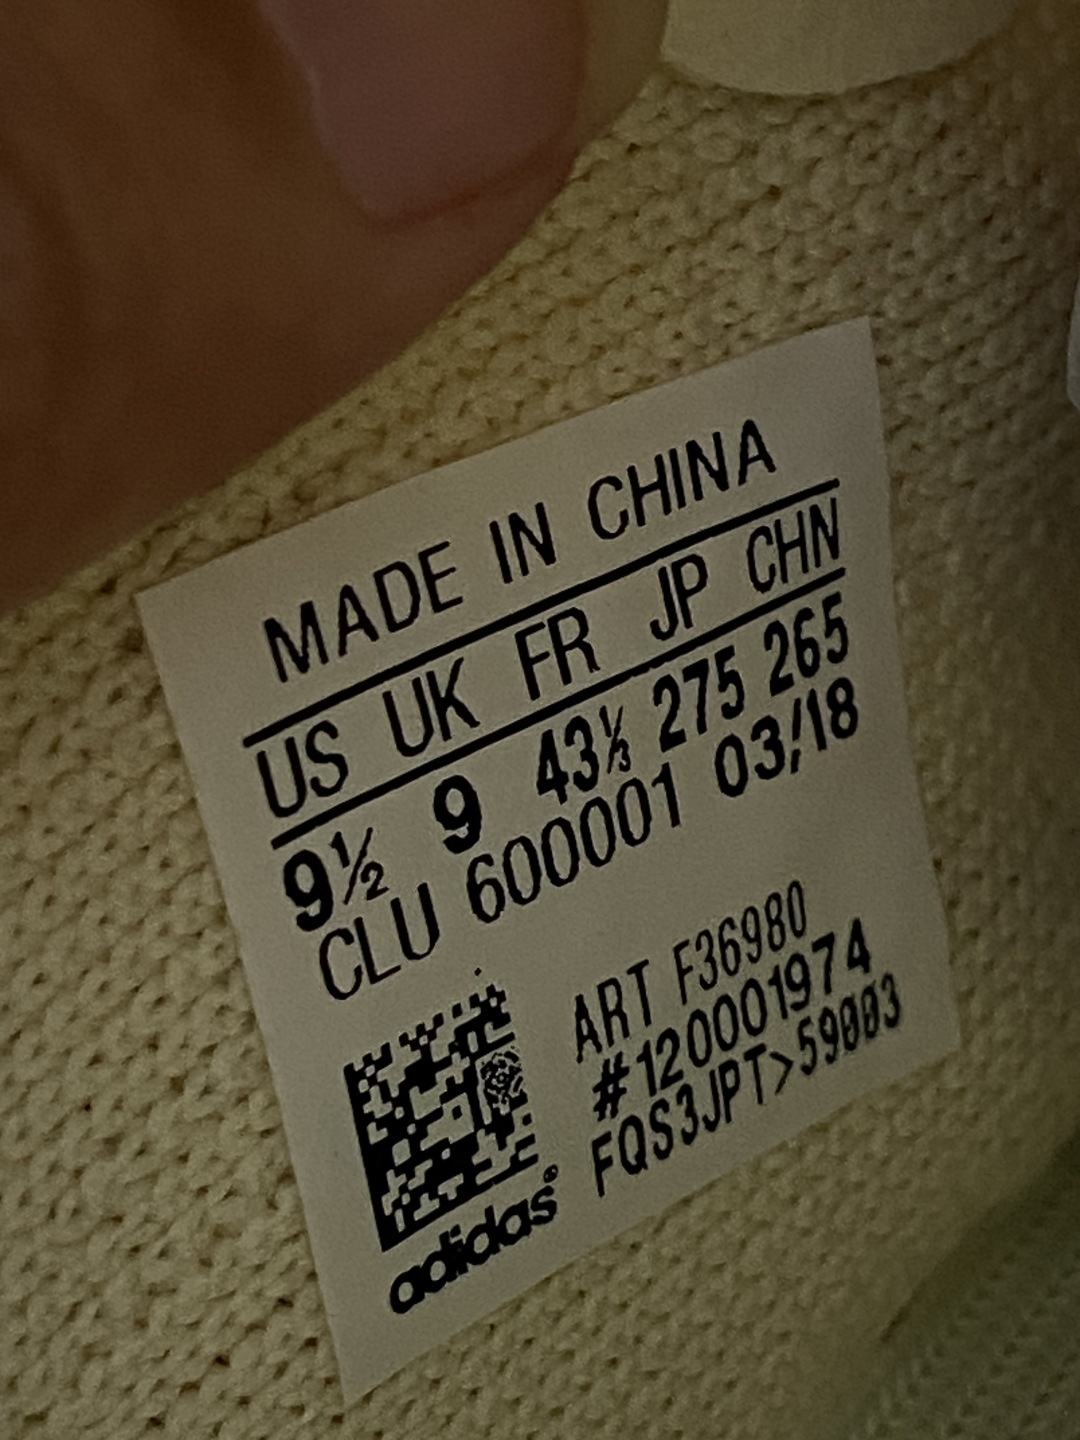 MADE IN CHINA
US UK FR JP CHN
9½ 9 43⅓ 275 265
CLU 600001 03/18
ART F36980
#120001974
FQS3JPT>59003
adidas®